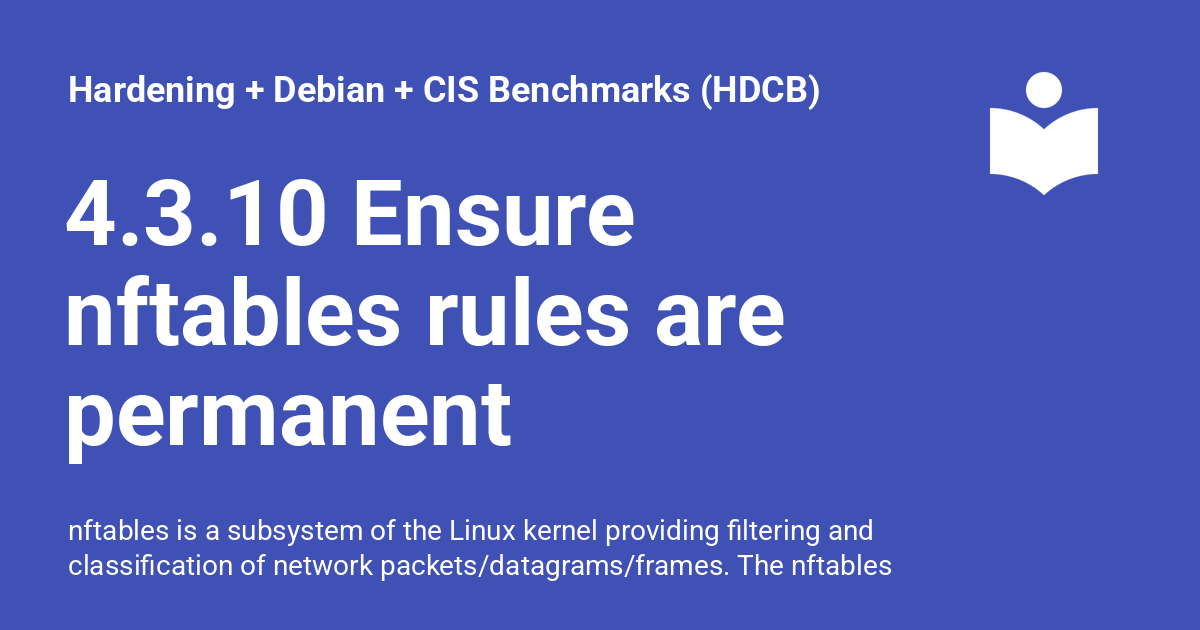 Hardening + Debian + CIS Benchmarks (HDCB)
4.3.10 Ensure
nftables rules are
permanent
nftables is a subsystem of the Linux kernel providing filtering and
classification of network packets/datagrams/frames. The nftables